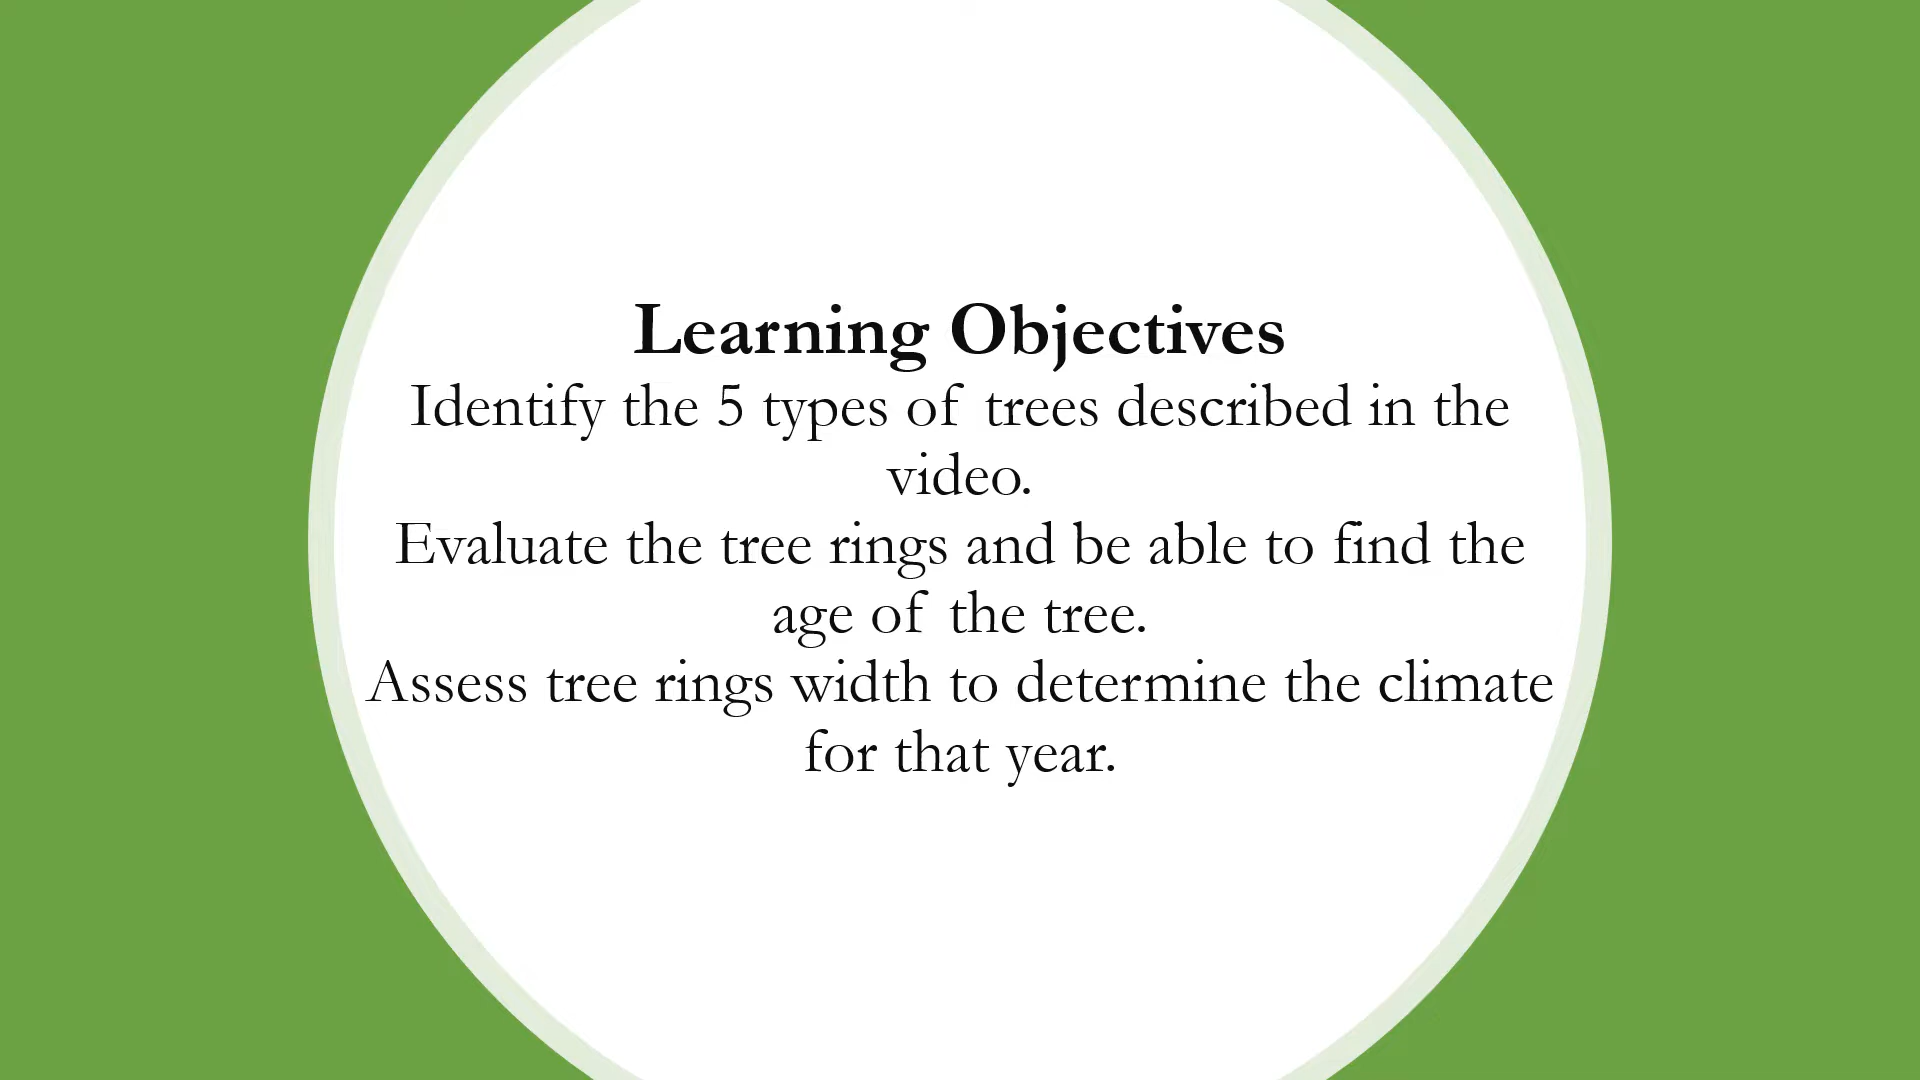 Learning Objectives
Identify the 5 types of trees described in the
video.
Evaluate the tree rings and be able to find the
age of the tree.
Assess tree rings width to determine the climate
for that year.